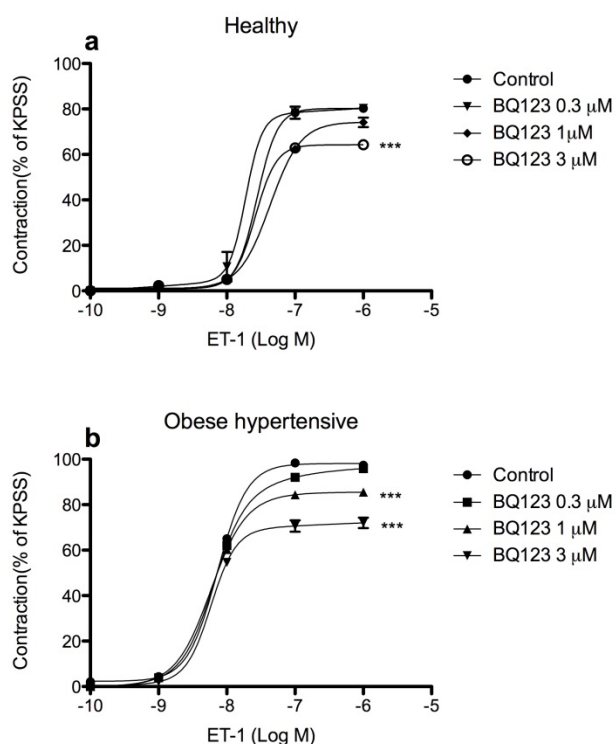 a
Healthy
Contraction(% of KPSS)
100
80
60
40
20
0
-10 -9 -8 -7 -6 -5
ET-1 (Log M)
Control
BQ123 0.3 μM
BQ123 1μM
BQ123 3 μM
***
b
Obese hypertensive
Contraction(% of KPSS)
100
80
60
40
20
0
-10 -9 -8 -7 -6 -5
ET-1 (Log M)
Control
BQ123 0.3 μM
BQ123 1 μM
BQ123 3 μM
***
***